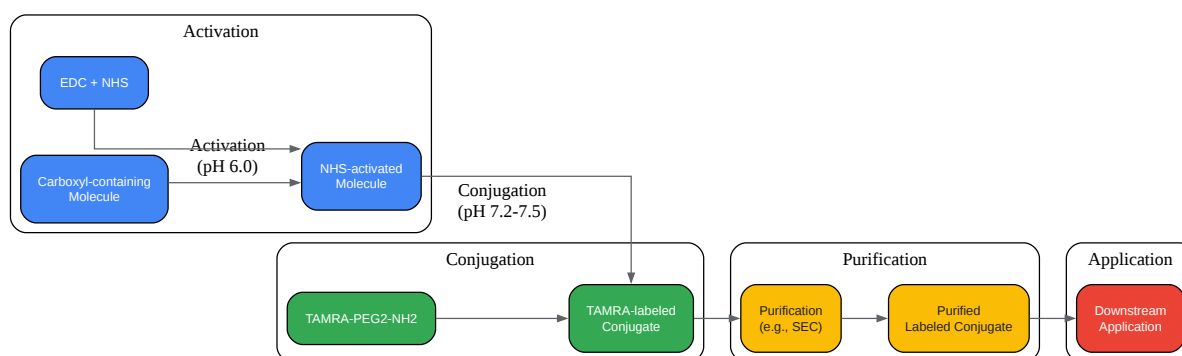 Activation
EDC + NHS
Activation
(pH 6.0)
Carboxyl-containing
Molecule
NHS-activated
Molecule
Conjugation
(pH 7.2-7.5)
Conjugation
TAMRA-PEG2-NH2
TAMRA-labeled
Conjugate
Purification
Purification
(e.g., SEC)
Purified
Labeled Conjugate
Application
Downstream
Application